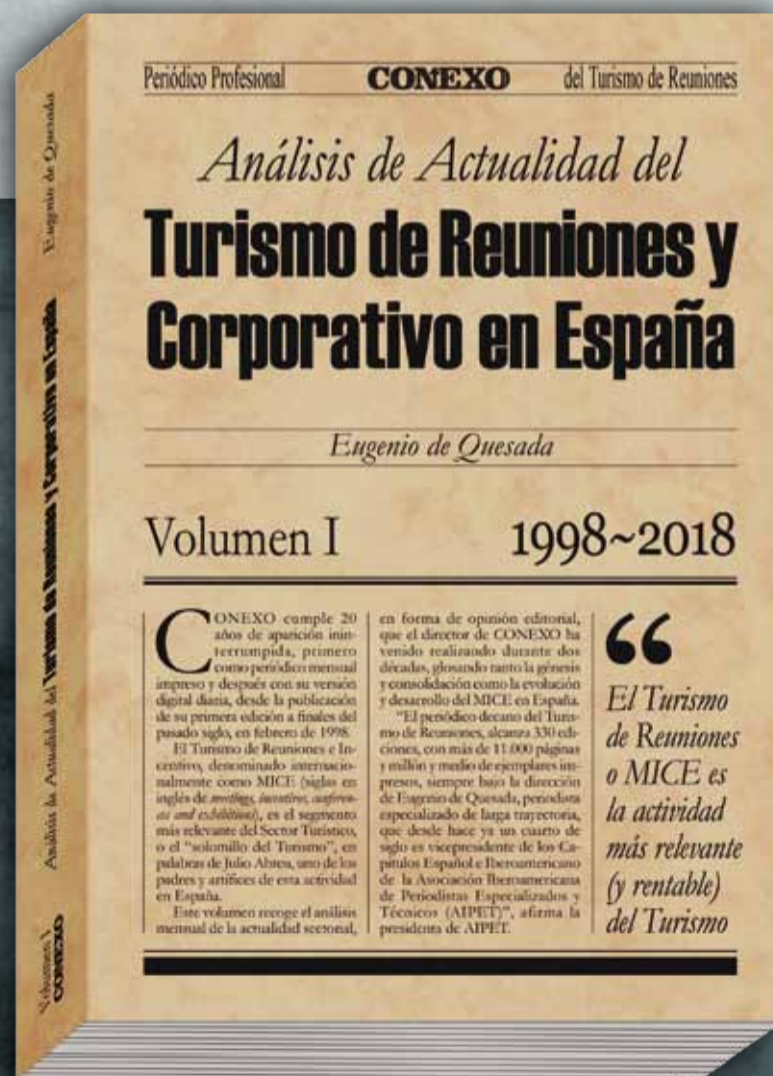 Periódico Profesional CONEXO del Turismo de Reuniones
Análisis de Actualidad del
Turismo de Reuniones y
Corporativo en España
Eugenio de Quesada
Volumen I 1998~2018
CONEXO cumple 20
años de aparición inin-
terrumpida, primero
como periódico mensual
impreso y después con su versión
digital diaria, desde la publicación
de su primera edición a finales del
pasado siglo, en febrero de 1998.
El Turismo de Reuniones e In-
centivo, denominado internacio-
nalmente como MICE (siglas en
inglés de meetings, incentives, conferen-
ces and exhibitions), es el segmento
más relevante del Sector Turístico,
o el "solomillo del Turismo", en
palabras de Julio Abreu, uno de los
padres y artífices de esta actividad
en España.
Este volumen recoge el análisis
mensual de la actualidad sectorial,
en forma de opinión editorial,
que el director de CONEXO ha
venido realizando durante dos
décadas, glosando tanto la génesis
y consolidación como la evolución
y desarrollo del MICE en España.
"El periódico decano del Turis-
mo de Reuniones, alcanza 330 edi-
ciones, con más de 11.000 páginas
y millón y medio de ejemplares im-
presos, siempre bajo la dirección
de Eugenio de Quesada, periodista
especializado de larga trayectoria,
que desde hace ya un cuarto de
siglo es vicepresidente de los Ca-
pítulos Español e Iberoamericano
de la Asociación Iberoamericana
de Periodistas Especializados y
Técnicos (AIPET)", afirma la
presidenta de AIPET.
“
El Turismo
de Reuniones
o MICE es
la actividad
más relevante
(y rentable)
del Turismo
Volumen I
CONEXO
Análisis de Actualidad del Turismo de Reuniones y Corporativo en España
Eugenio de Quesada